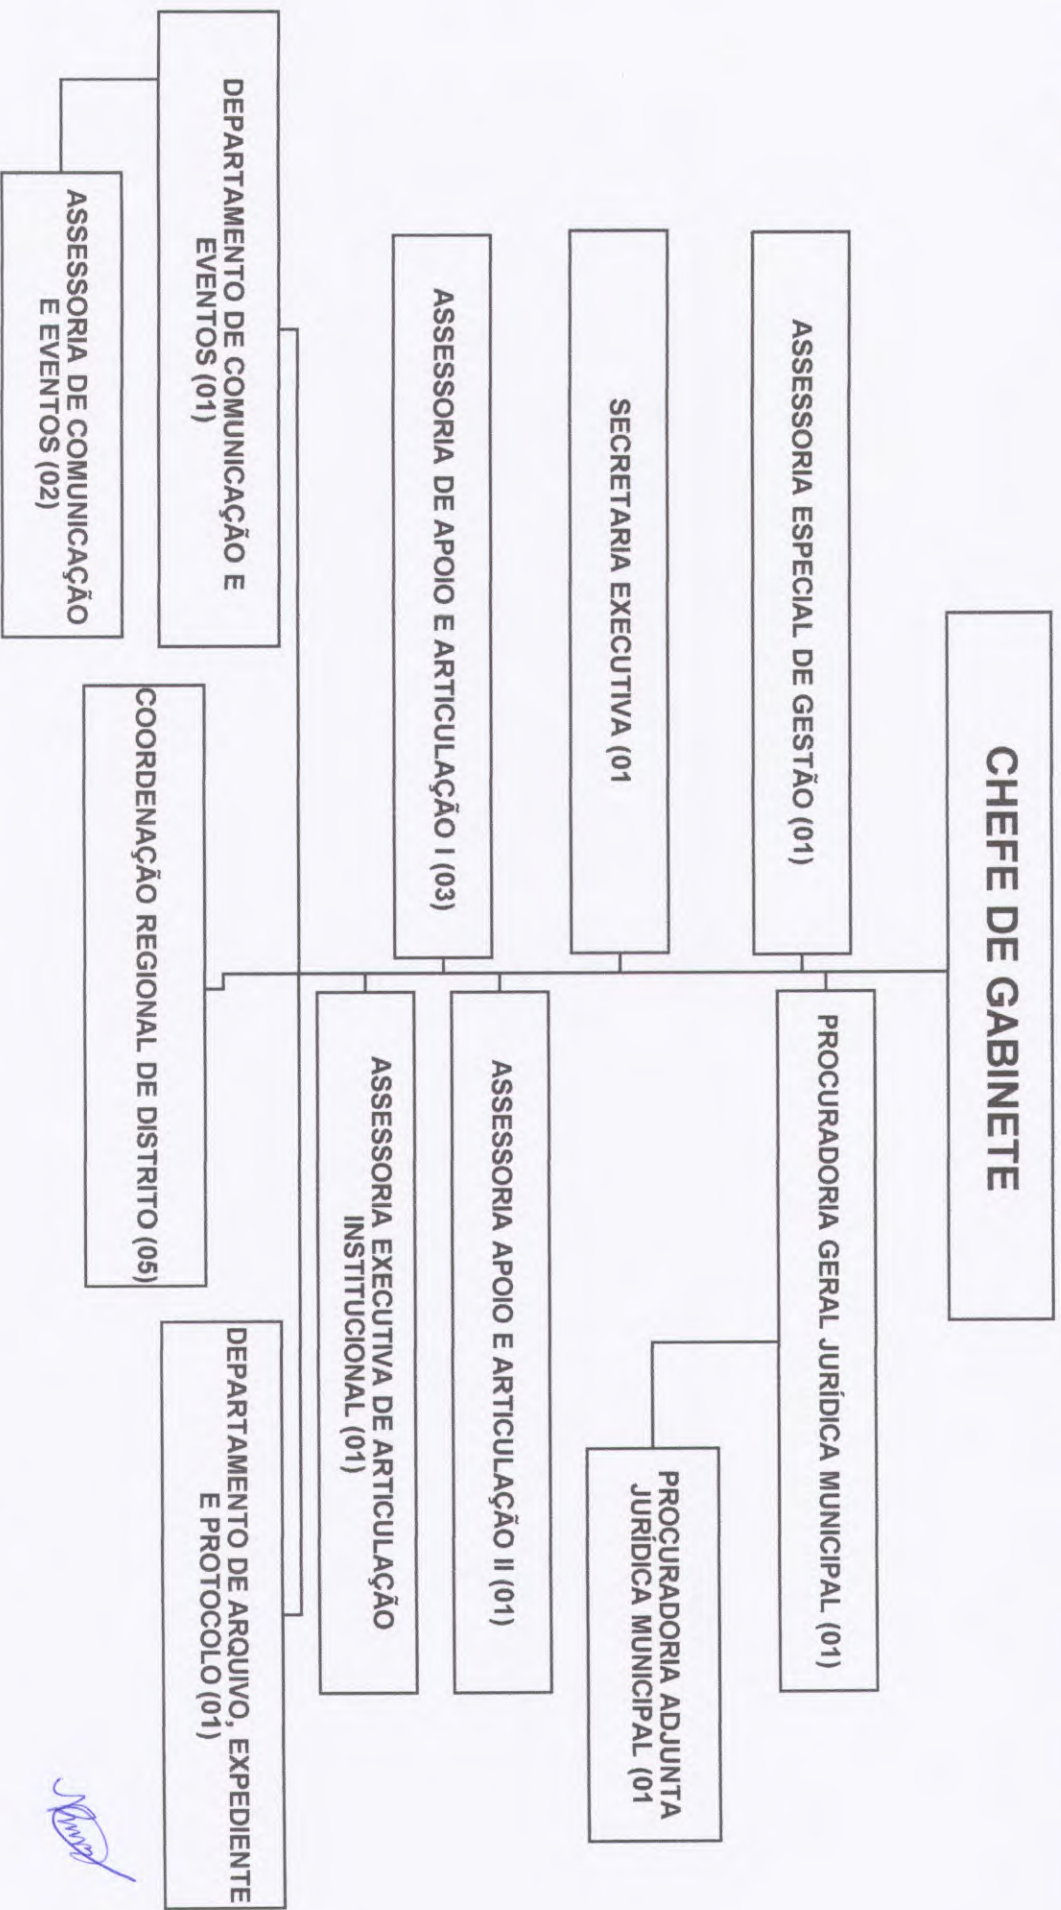 CHEFE DE GABINETE
ASSESSORIA ESPECIAL DE GESTÃO (01)
PROCURADORIA GERAL JURÍDICA MUNICIPAL (01)
SECRETARIA EXECUTIVA (01
PROCURADORIA ADJUNTA
JURÍDICA MUNICIPAL (01
ASSESSORIA DE APOIO E ARTICULAÇÃO I (03)
ASSESSORIA APOIO E ARTICULAÇÃO II (01)
ASSESSORIA EXECUTIVA DE ARTICULAÇÃO
INSTITUCIONAL (01)
DEPARTAMENTO DE COMUNICAÇÃO E
EVENTOS (01)
DEPARTAMENTO DE ARQUIVO, EXPEDIENTE
E PROTOCOLO (01)
COORDENAÇÃO REGIONAL DE DISTRITO (05)
ASSESSORIA DE COMUNICAÇÃO
E EVENTOS (02)